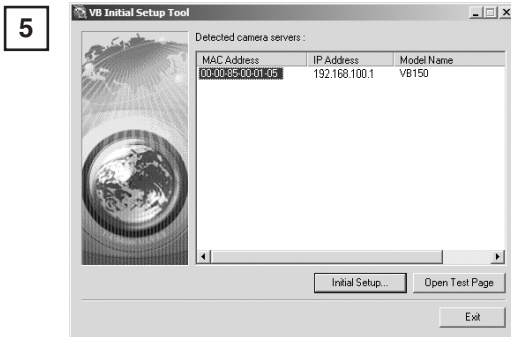 5
VB Initial Setup Tool
Detected camera servers :
MAC Address IP Address Model Name
00-00-85-00-01-05 192.168.100.1 VB150
Initial Setup... Open Test Page
Exit